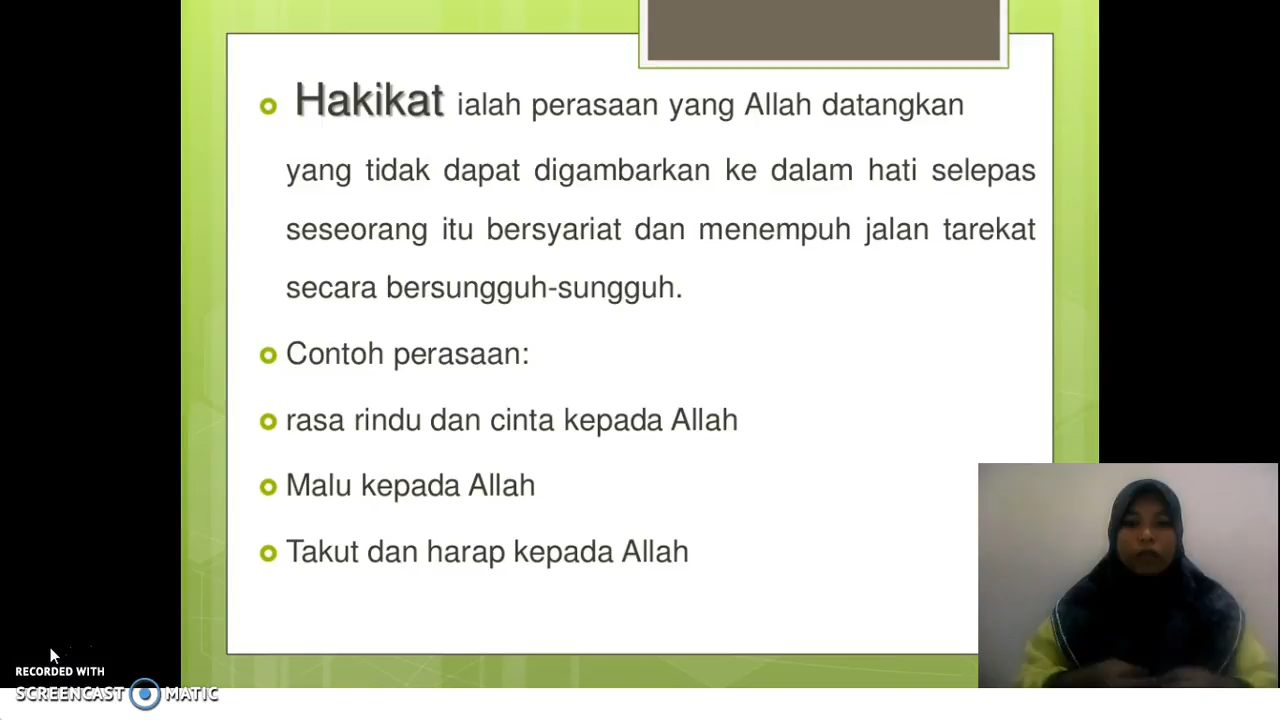 Hakikat ialah perasaan yang Allah datangkan
yang tidak dapat digambarkan ke dalam hati selepas
seseorang itu bersyariat dan menempuh jalan tarekat
secara bersungguh-sungguh.
Contoh perasaan:
rasa rindu dan cinta kepada Allah
Malu kepada Allah
Takut dan harap kepada Allah
RECORDED WITH
SCREENCAST MATIC